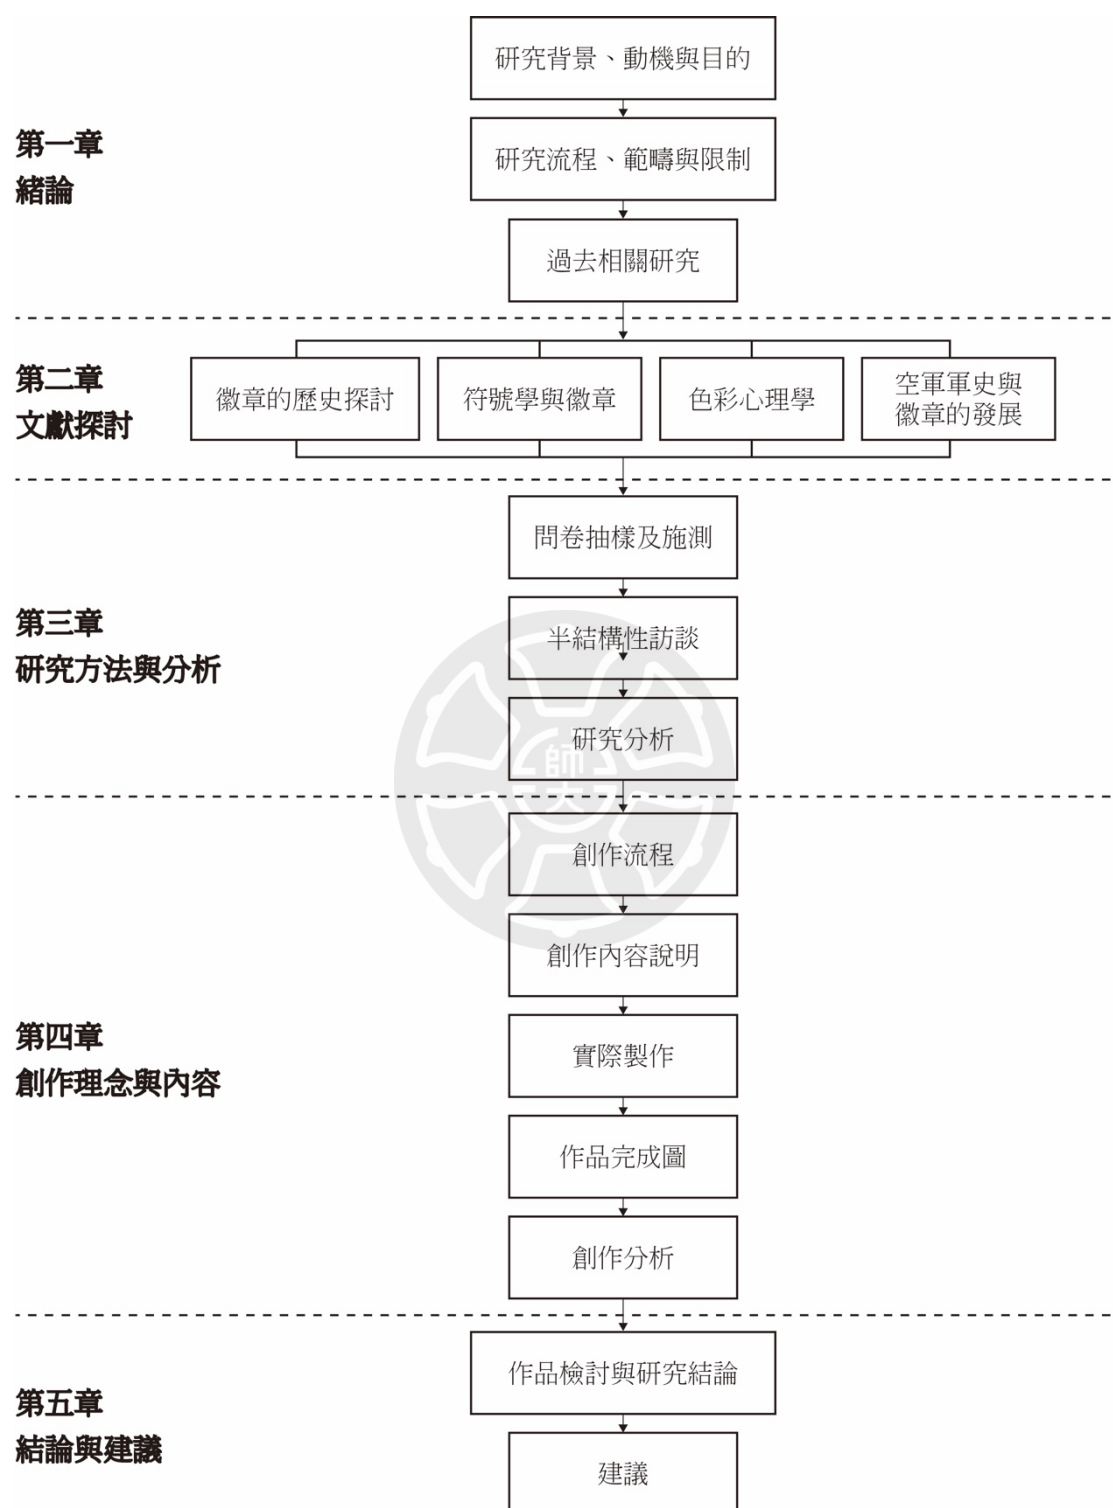 第一章
緒論
研究背景、動機與目的
研究流程、範疇與限制
過去相關研究
第二章
文獻探討
徽章的歷史探討
符號學與徽章
色彩心理學
空軍軍史與
徽章的發展
第三章
研究方法與分析
問卷抽樣及施測
半結構性訪談
研究分析
師大
第四章
創作理念與內容
創作流程
創作內容說明
實際製作
作品完成圖
創作分析
第五章
結論與建議
作品檢討與研究結論
建議